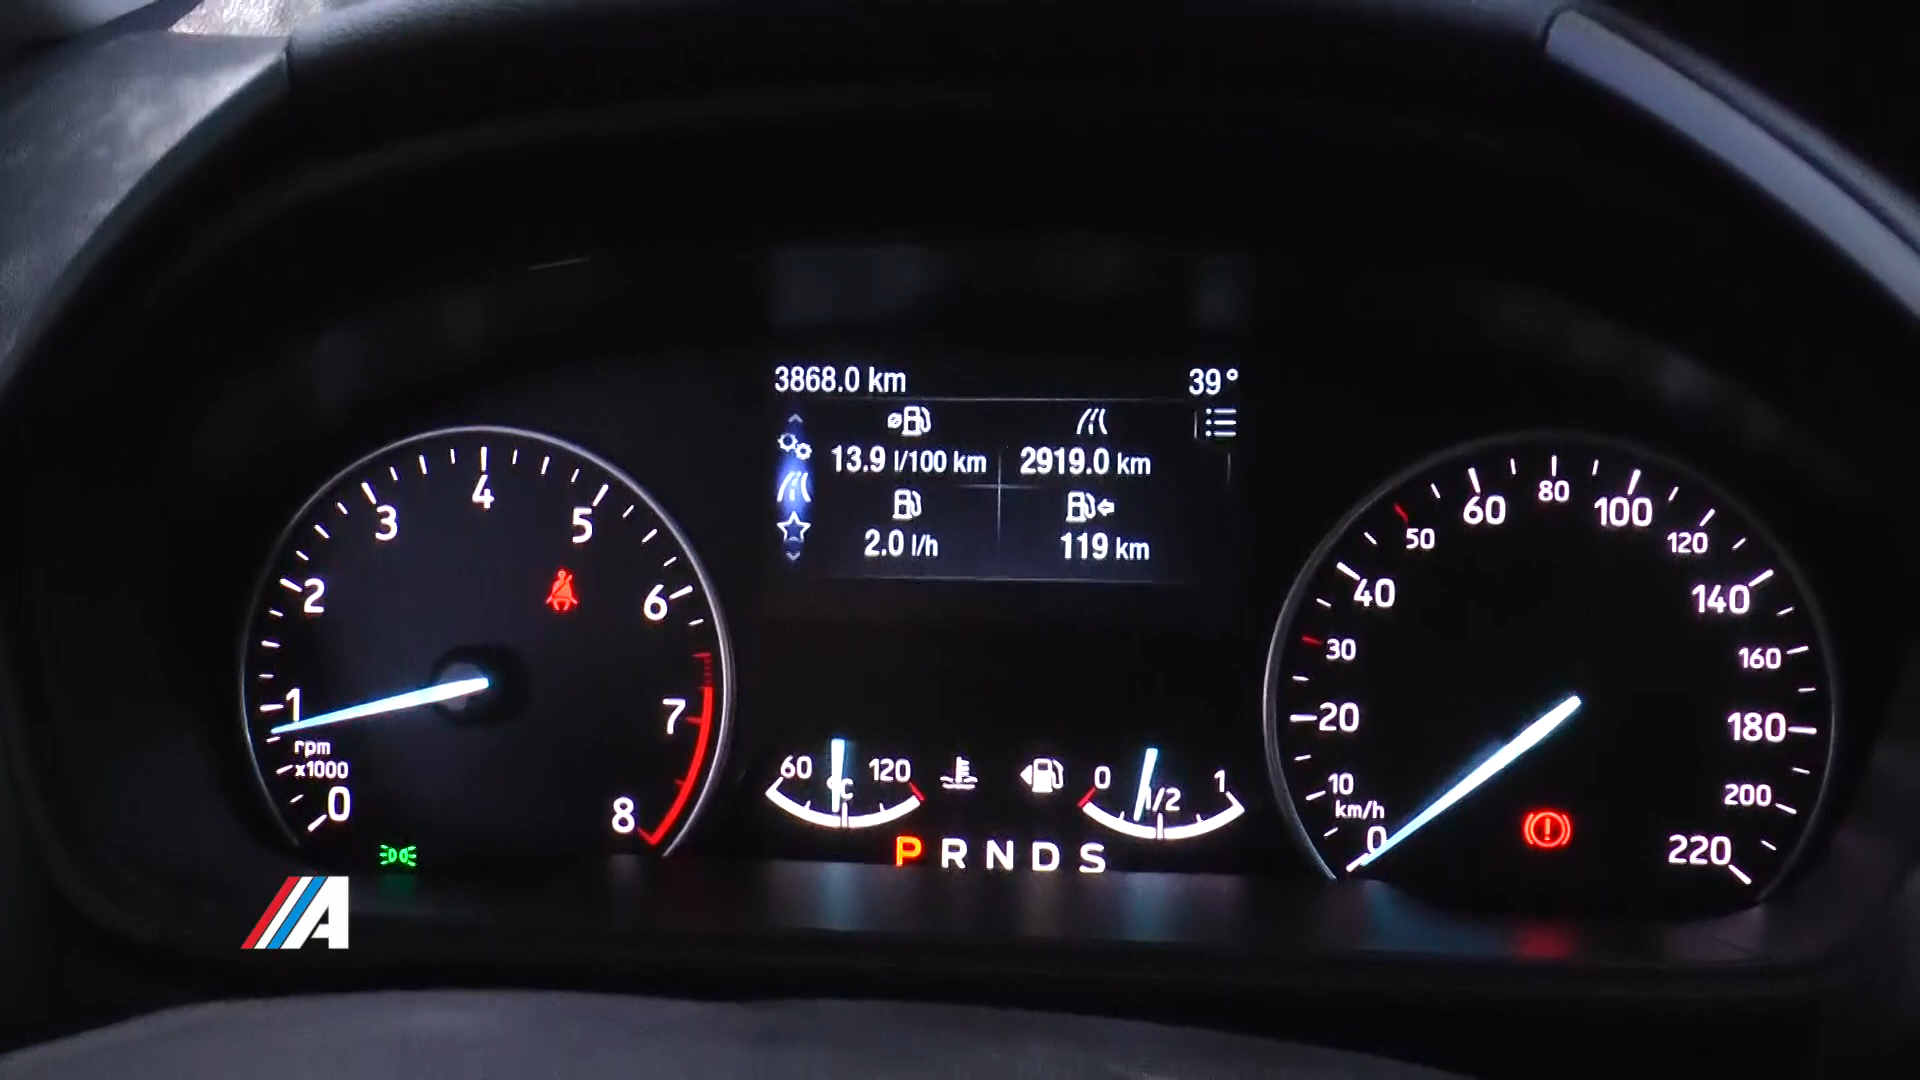 3868.0 km 39°
13.9 l/100 km 2919.0 km
2.0 l/h 119 km
0 1 2 3 4 5 6 7 8
rpm
x1000
60 °C 120
0 1/2 1
P R N D S
0 10 20 30 40 50 60 80 100 120 140 160 180 200 220
km/h
A